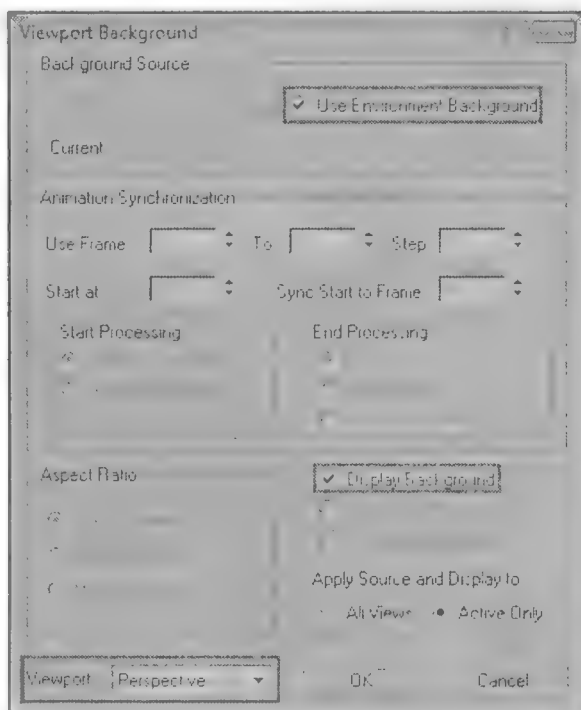 Viewport Background
Background Source
Use Environment Background
Current
Animation Synchronization
Use Frame To Step
Start at Sync Start to Frame
Start Processing End Processing
Aspect Ratio Display Background
Apply Source and Display to
All Views Active Only
Viewport Perspective OK Cancel